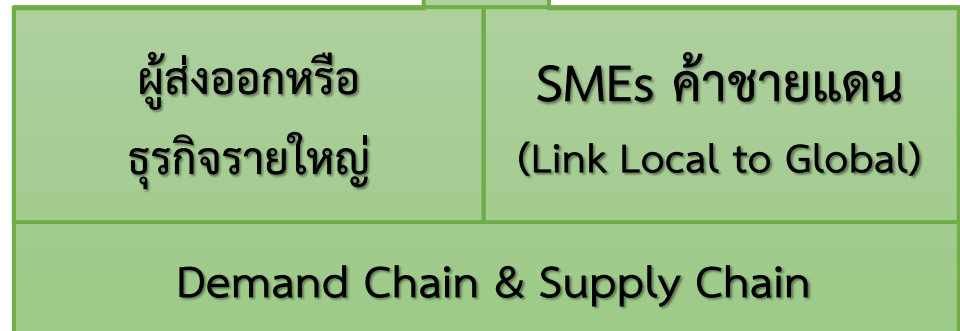 ผู้ส่งออกหรือ
ธุรกิจรายใหญ่
SMEs ค้าชายแดน
(Link Local to Global)
Demand Chain & Supply Chain